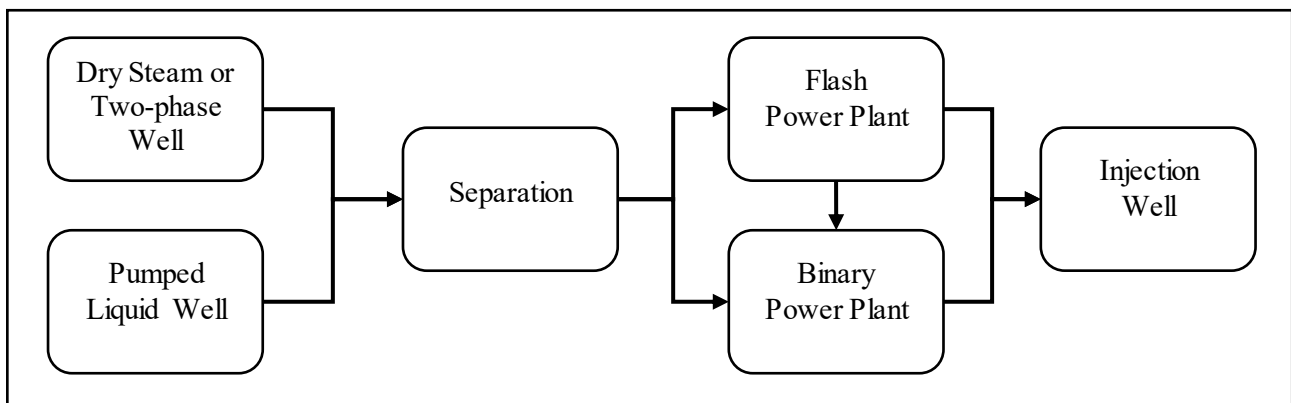 Dry Steam or
Two-phase
Well
Pumped
Liquid Well
Separation
Flash
Power Plant
Binary
Power Plant
Injection
Well